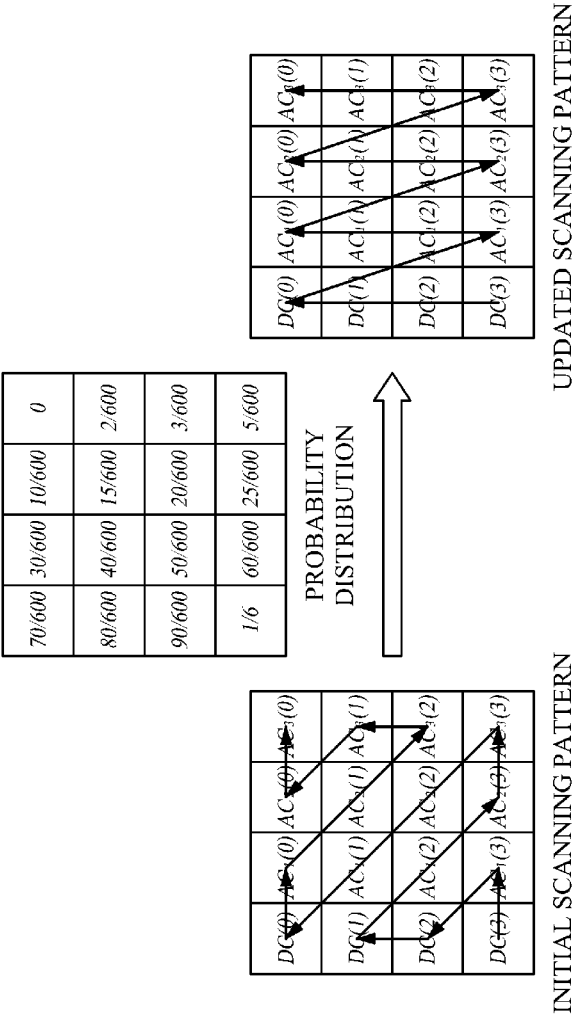 70/600 30/600 10/600 0
80/600 40/600 15/600 2/600
90/600 50/600 20/600 3/600
1/6 60/600 25/600 5/600
PROBABILITY
DISTRIBUTION
DC(0) AC₁(0) AC₂(0) AC₃(0)
DC(1) AC₁(1) AC₂(1) AC₃(1)
DC(2) AC₁(2) AC₂(2) AC₃(2)
DC(3) AC₁(3) AC₂(3) AC₃(3)
INITIAL SCANNING PATTERN
DC(0) AC₁(0) AC₂(0) AC₃(0)
DC(1) AC₁(1) AC₂(1) AC₃(1)
DC(2) AC₁(2) AC₂(2) AC₃(2)
DC(3) AC₁(3) AC₂(3) AC₃(3)
UPDATED SCANNING PATTERN